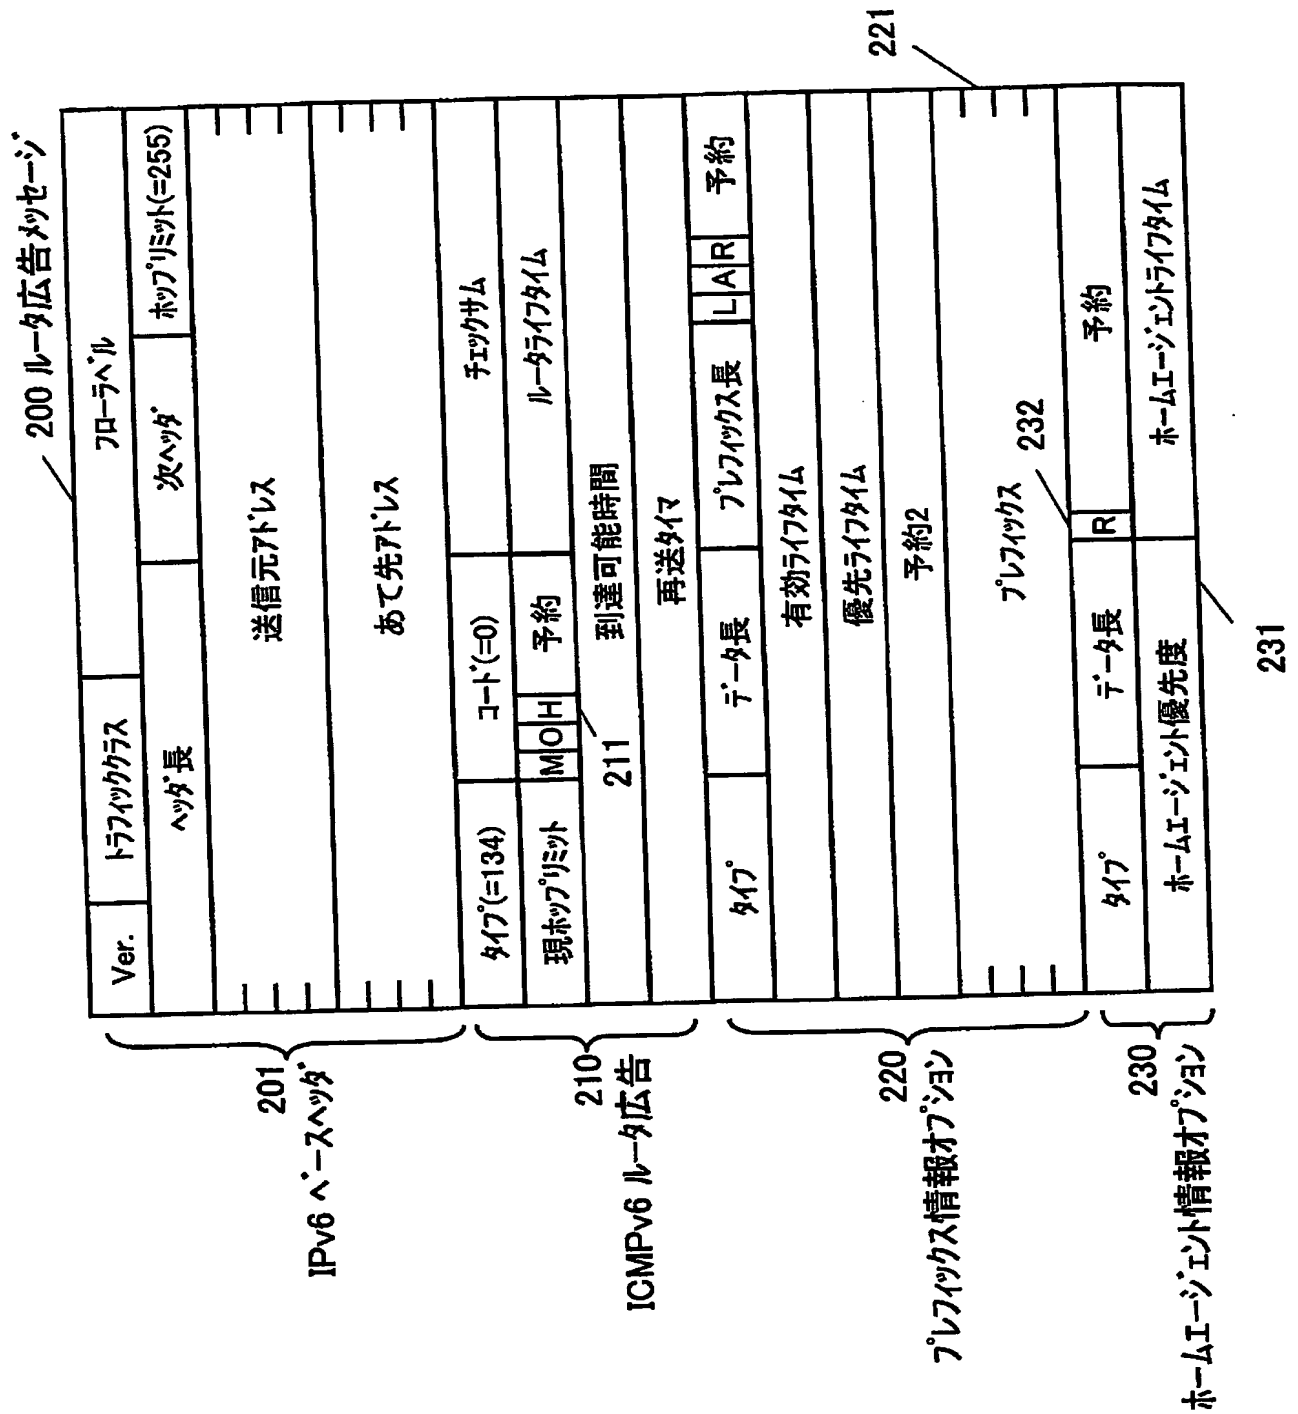 200 ルータ広告メッセージ
Ver. トラフィッククラス フローラベル
ヘッダ長 次ヘッダ ホップリミット(=255)
送信元アドレス
あて先アドレス
201
IPv6 ベースヘッダ
タイプ(=134) コード(=0) チェックサム
現ホップリミット M O H 予約 ルータライフタイム
211
到達可能時間
再送タイマ
210
ICMPv6 ルータ広告
タイプ データ長 プレフィックス長 L A R 予約
有効ライフタイム
優先ライフタイム
予約2
プレフィックス
221
220
プレフィックス情報オプション
232
タイプ データ長 R 予約
ホームエージェント優先度 ホームエージェントライフタイム
231
230
ホームエージェント情報オプション